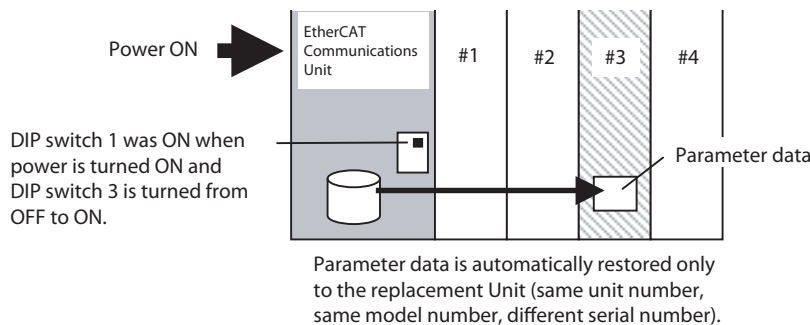 Power ON
EtherCAT
Communications
Unit
#1
#2
#3
#4
DIP switch 1 was ON when
power is turned ON and
DIP switch 3 is turned from
OFF to ON.
Parameter data
Parameter data is automatically restored only
to the replacement Unit (same unit number,
same model number, different serial number).